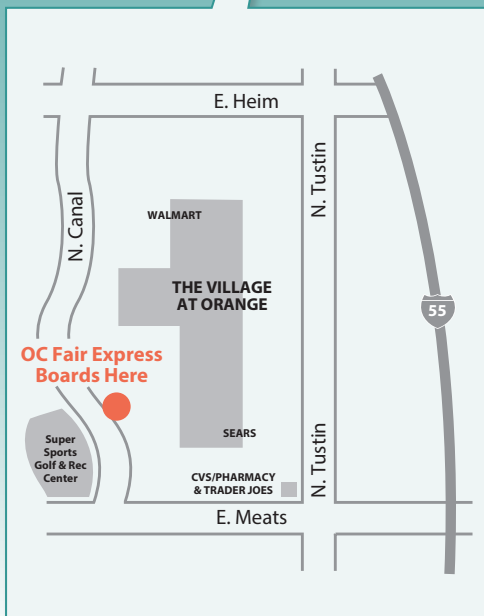 E. Heim
N. Canal
N. Tustin
WALMART
THE VILLAGE
AT ORANGE
55
OC Fair Express
Boards Here
Super
Sports
Golf & Rec
Center
SEARS
CVS/PHARMACY
& TRADER JOES
N. Tustin
E. Meats